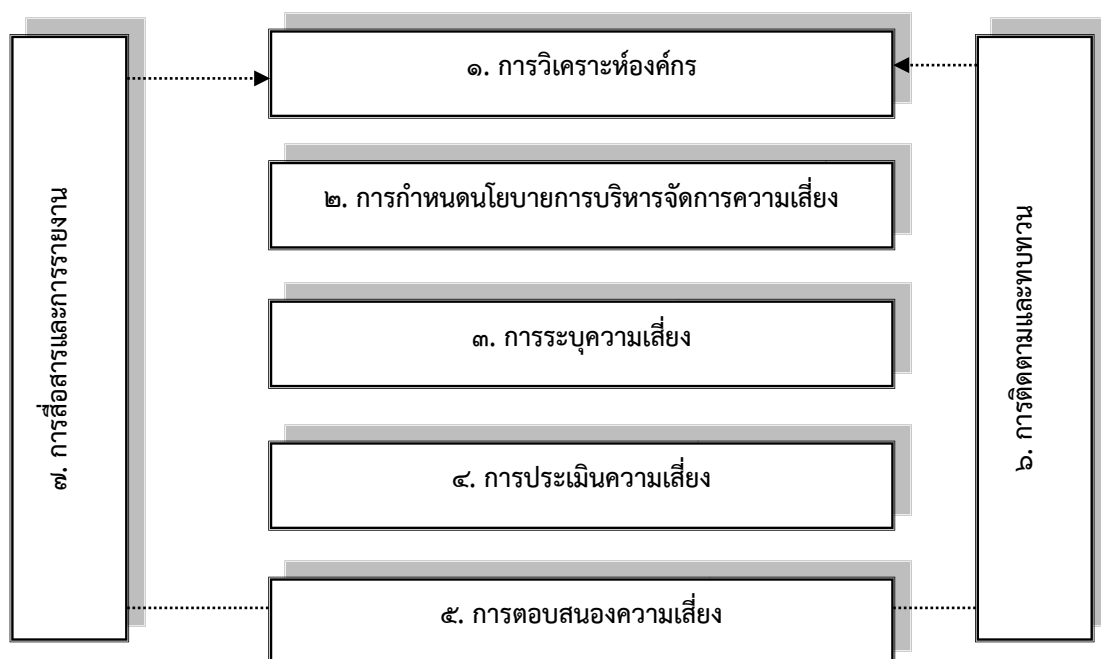 ๑. การวิเคราะห์องค์กร
๒. การกำหนดนโยบายการบริหารจัดการความเสี่ยง
๓. การระบุความเสี่ยง
๔. การประเมินความเสี่ยง
๕. การตอบสนองความเสี่ยง
๖. การติดตามและทบทวน
๗. การสื่อสารและการรายงาน